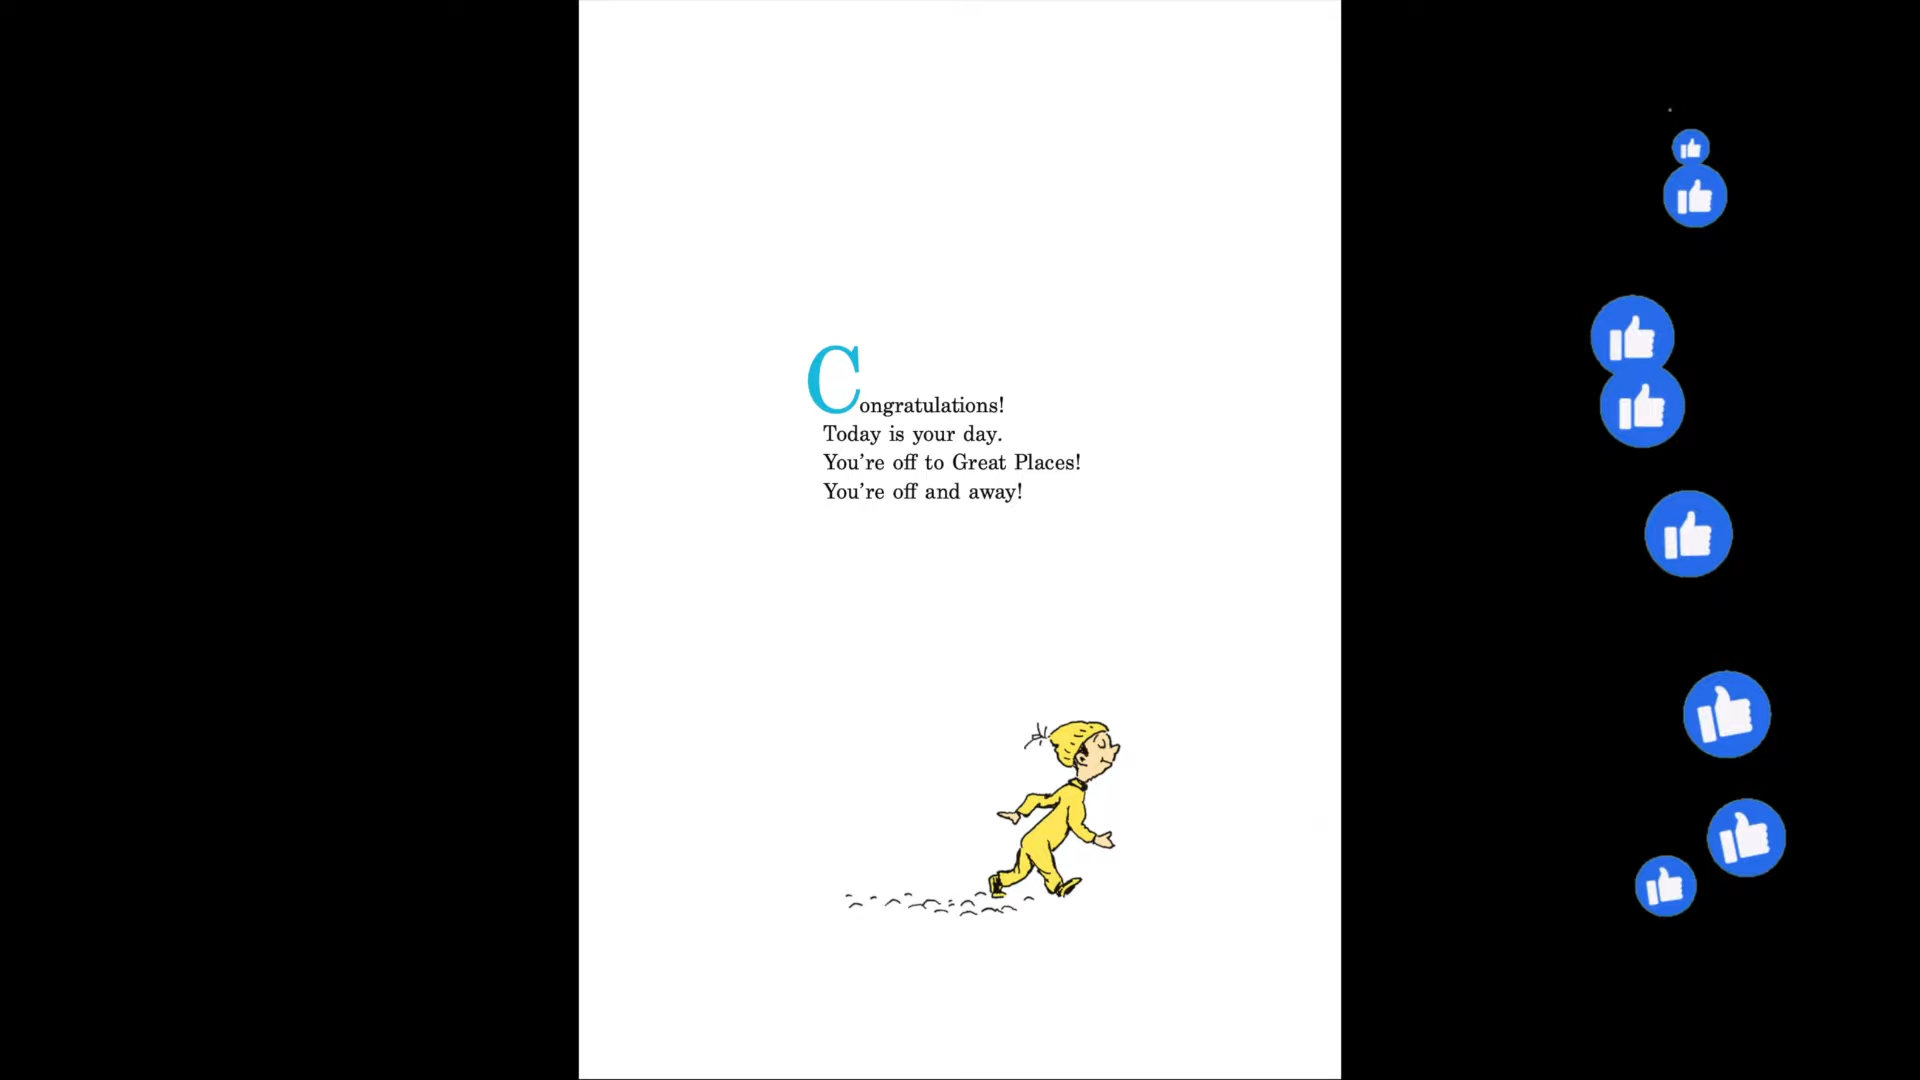 Congratulations!
Today is your day.
You're off to Great Places!
You're off and away!